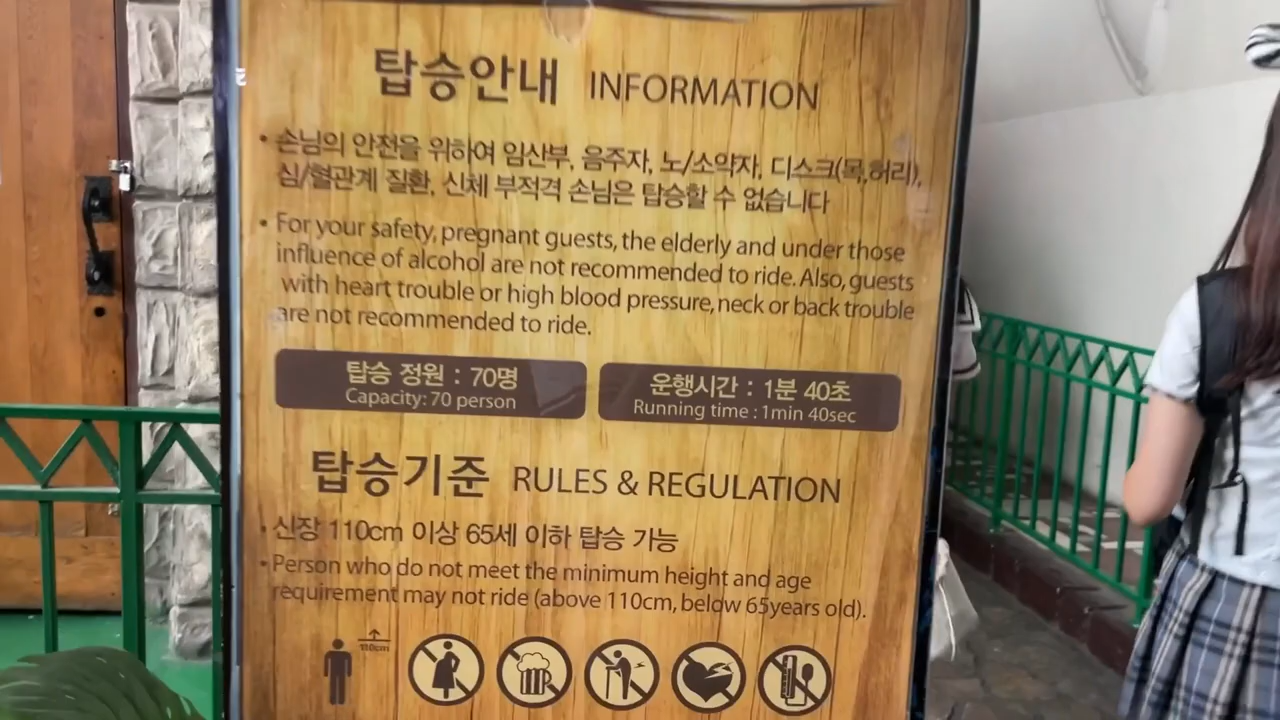 탑승안내 INFORMATION
• 손님의 안전을 위하여 임산부, 음주자, 노/소약자, 디스크(목,허리),
심/혈관계 질환, 신체 부적격 손님은 탑승할 수 없습니다
• For your safety, pregnant guests, the elderly and under those
influence of alcohol are not recommended to ride. Also, guests
with heart trouble or high blood pressure, neck or back trouble
are not recommended to ride.
탑승 정원 : 70명
Capacity: 70 person
운행시간 : 1분 40초
Running time : 1min 40sec
탑승기준 RULES & REGULATION
• 신장 110cm 이상 65세 이하 탑승 가능
• Person who do not meet the minimum height and age
requirement may not ride (above 110cm, below 65years old).
110cm